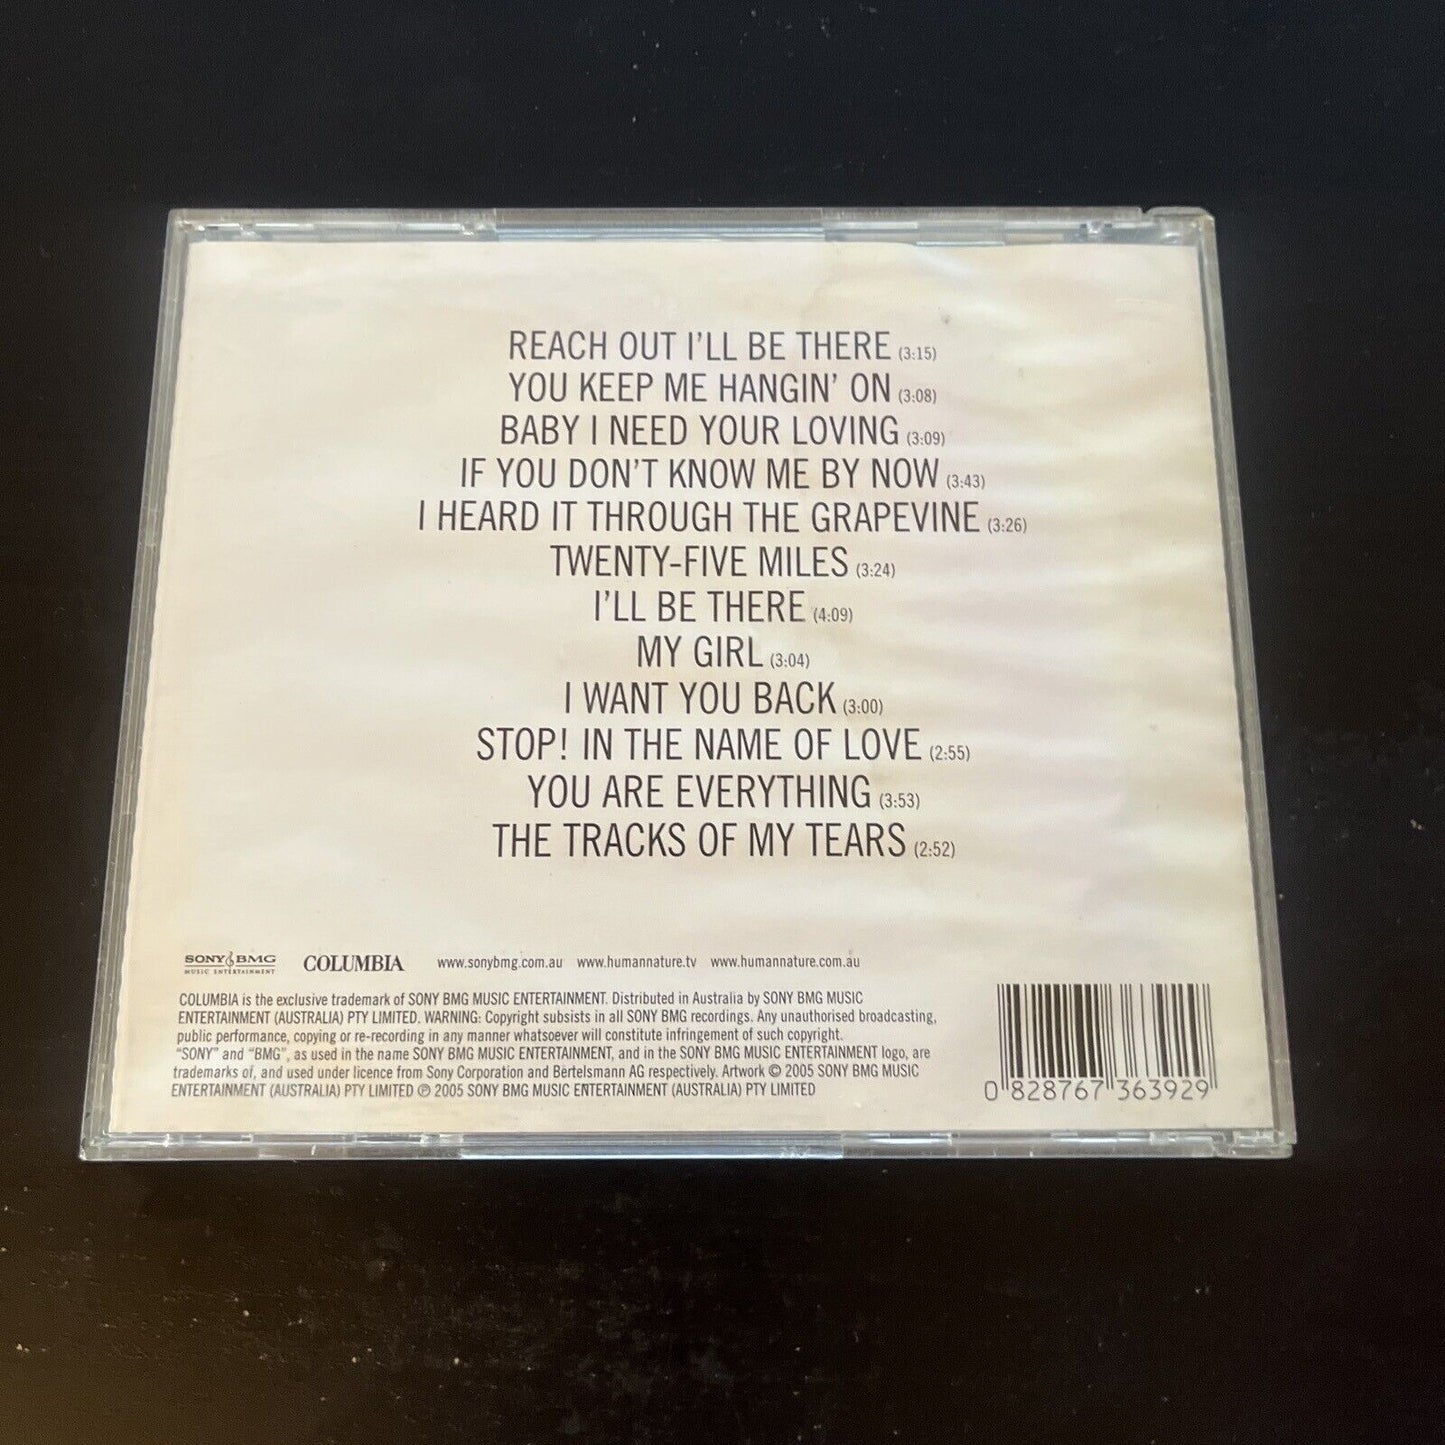 REACH OUT I'LL BE THERE (3:15)
YOU KEEP ME HANGIN' ON (3:08)
BABY I NEED YOUR LOVING (3:09)
IF YOU DON'T KNOW ME BY NOW (3:43)
I HEARD IT THROUGH THE GRAPEVINE (3:26)
TWENTY-FIVE MILES (3:24)
I'LL BE THERE (4:09)
MY GIRL (3:04)
I WANT YOU BACK (3:00)
STOP! IN THE NAME OF LOVE (2:55)
YOU ARE EVERYTHING (3:53)
THE TRACKS OF MY TEARS (2:52)
SONY BMG
MUSIC ENTERTAINMENT
COLUMBIA
www.sonybmg.com.au www.humannature.tv www.humannature.com.au
COLUMBIA is the exclusive trademark of SONY BMG MUSIC ENTERTAINMENT. Distributed in Australia by SONY BMG MUSIC
ENTERTAINMENT (AUSTRALIA) PTY LIMITED. WARNING: Copyright subsists in all SONY BMG recordings. Any unauthorised broadcasting,
public performance, copying or re-recording in any manner whatsoever will constitute infringement of such copyright.
"SONY" and "BMG", as used in the name SONY BMG MUSIC ENTERTAINMENT, and in the SONY BMG MUSIC ENTERTAINMENT logo, are
trademarks of, and used under licence from Sony Corporation and Bertelsmann AG respectively. Artwork © 2005 SONY BMG MUSIC
ENTERTAINMENT (AUSTRALIA) PTY LIMITED ℗ 2005 SONY BMG MUSIC ENTERTAINMENT (AUSTRALIA) PTY LIMITED
0 828767 363929